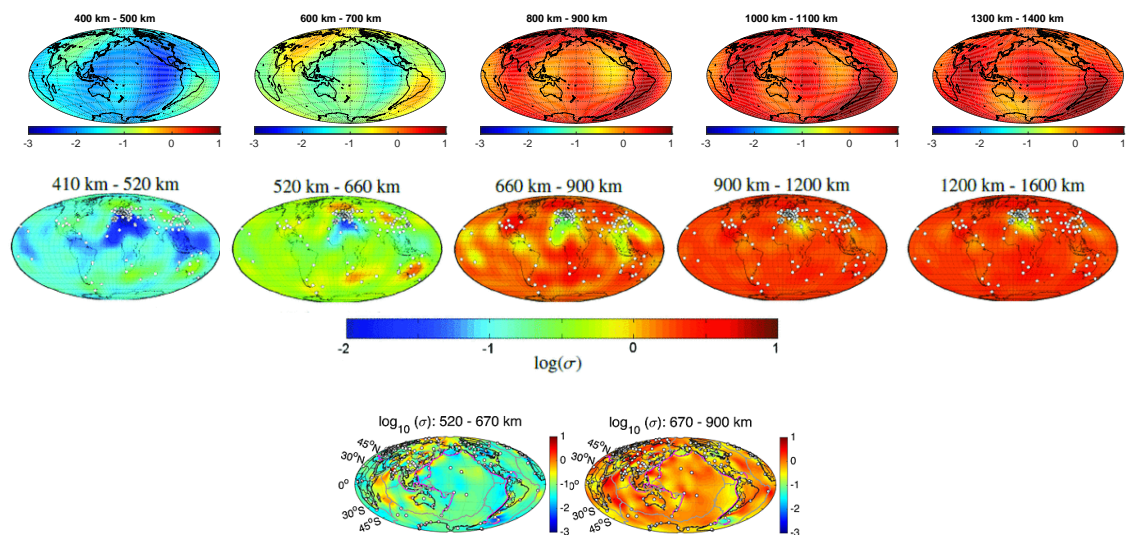 400 km - 500 km
600 km - 700 km
800 km - 900 km
1000 km - 1100 km
1300 km - 1400 km
-3 -2 -1 0 1
-3 -2 -1 0 1
-3 -2 -1 0 1
-3 -2 -1 0 1
-3 -2 -1 0 1
410 km - 520 km
520 km - 660 km
660 km - 900 km
900 km - 1200 km
1200 km - 1600 km
-2 -1 0 1
log(σ)
log10 (σ): 520 - 670 km
log10 (σ): 670 - 900 km
45°N
30°N
0°
30°S
45°S
1
0
-1
-2
-3
45°N
30°N
0°
30°S
45°S
1
0
-1
-2
-3